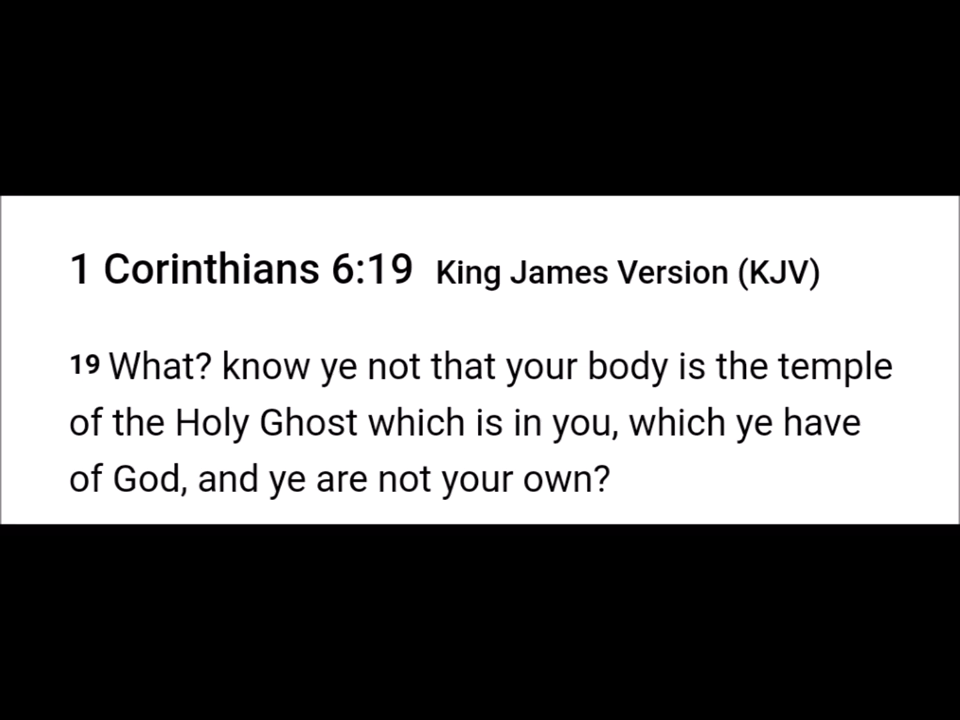 1 Corinthians 6:19 King James Version (KJV)
19 What? know ye not that your body is the temple
of the Holy Ghost which is in you, which ye have
of God, and ye are not your own?